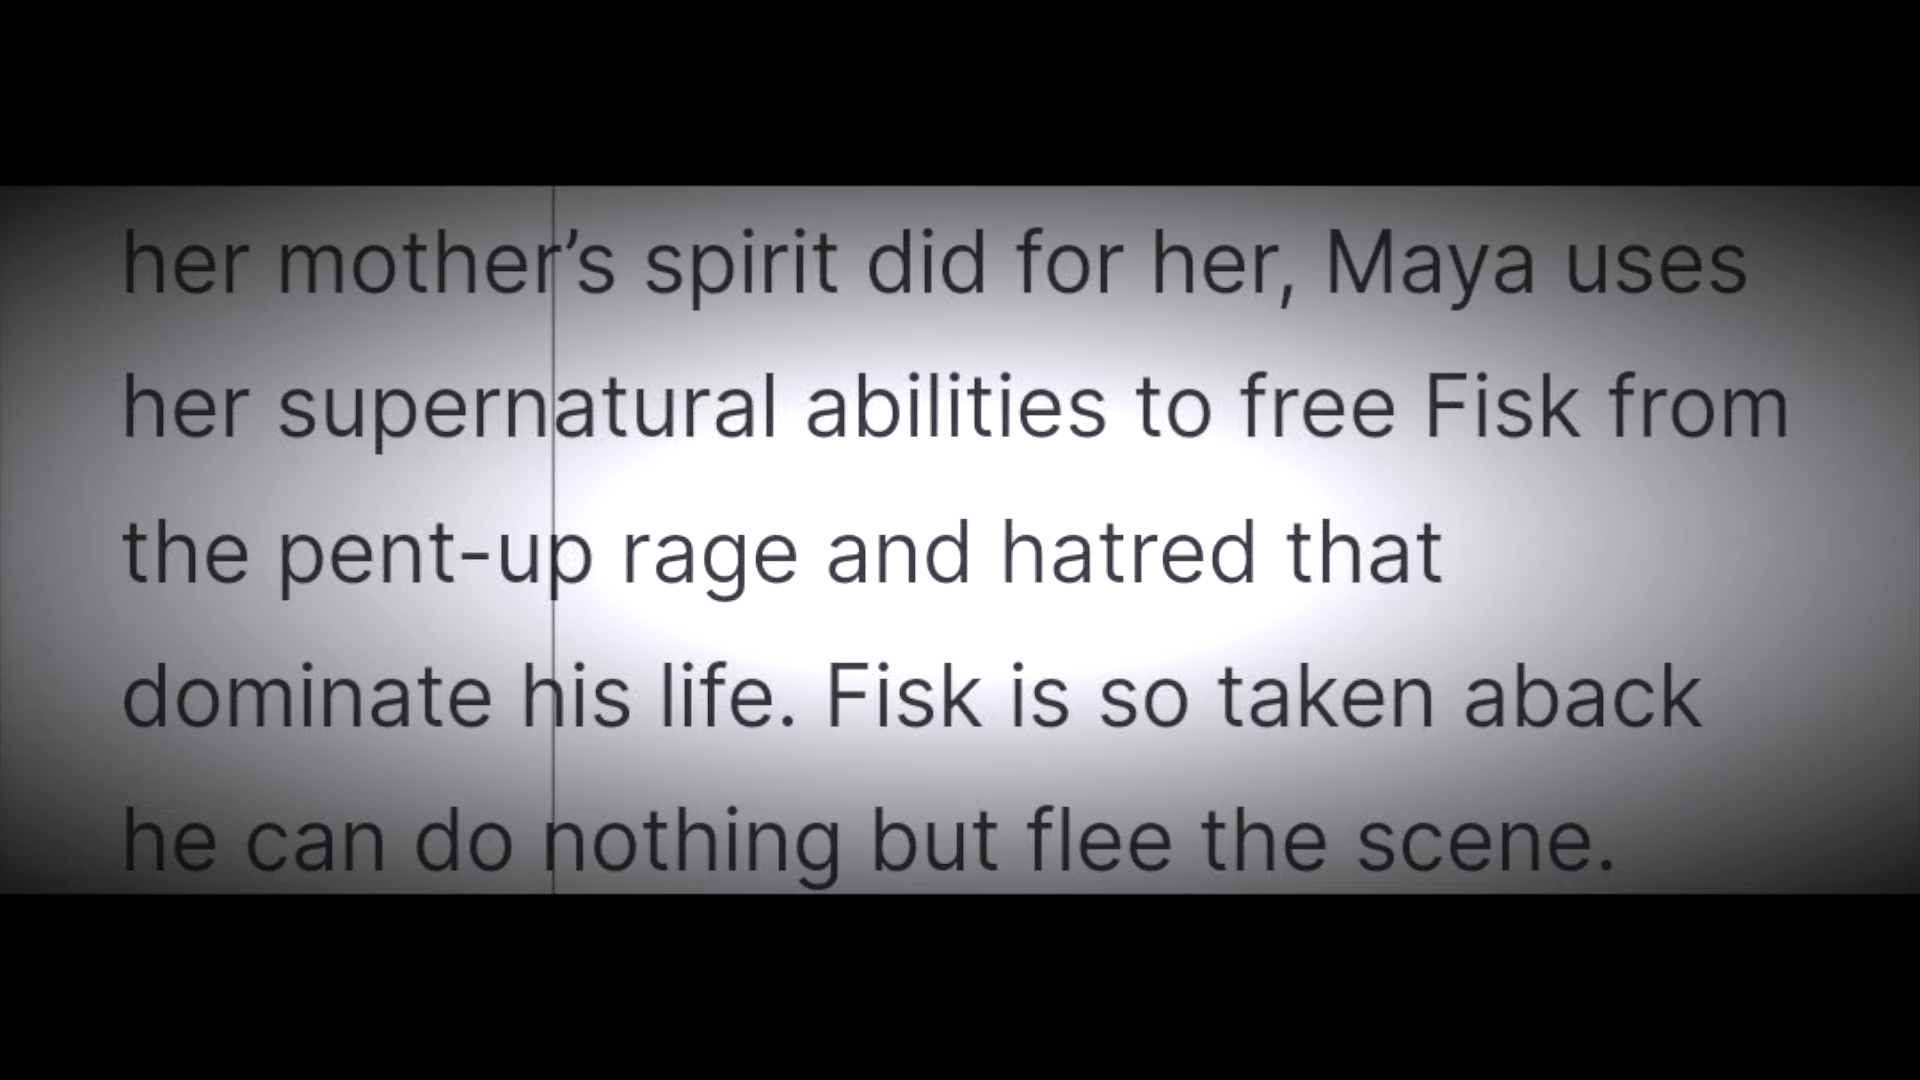 her mother’s spirit did for her, Maya uses
her supernatural abilities to free Fisk from
the pent-up rage and hatred that
dominate his life. Fisk is so taken aback
he can do nothing but flee the scene.